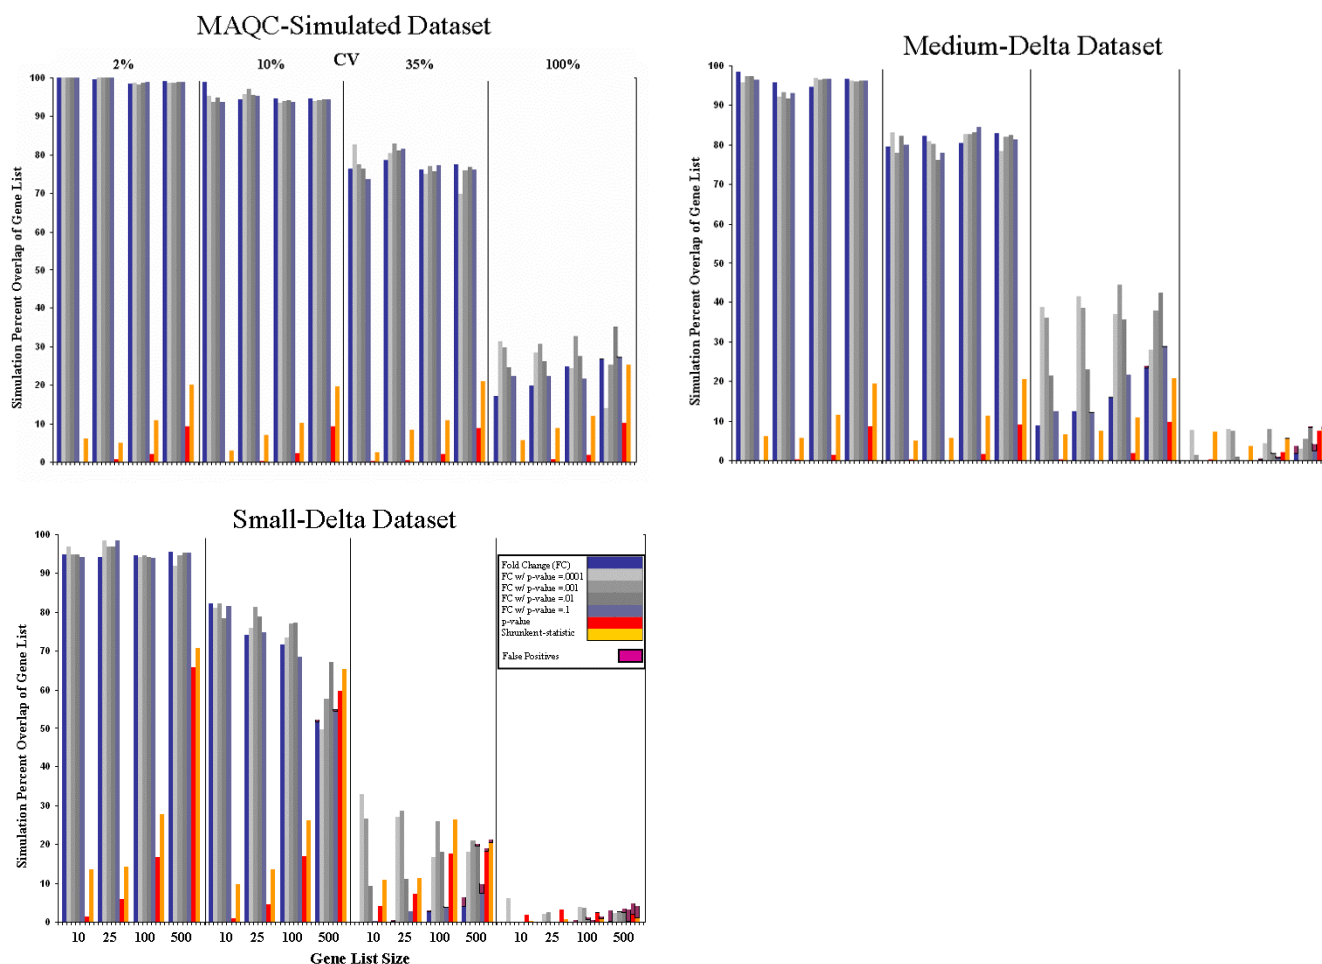 MAQC-Simulated Dataset
CV
2%
10%
35%
100%
Simulation Percent Overlap of Gene List
100
90
80
70
60
50
40
30
20
10
0
Medium-Delta Dataset
Simulation Percent Overlap of Gene List
100
90
80
70
60
50
40
30
20
10
0
Small-Delta Dataset
Simulation Percent Overlap of Gene List
100
90
80
70
60
50
40
30
20
10
0
Fold Change (FC)
FC w/ p-value =.0001
FC w/ p-value =.001
FC w/ p-value =.01
FC w/ p-value =.1
p-value
Shrunkent-statistic
False Positives
10 25 100 500 10 25 100 500 10 25 100 500 10 25 100 500
Gene List Size